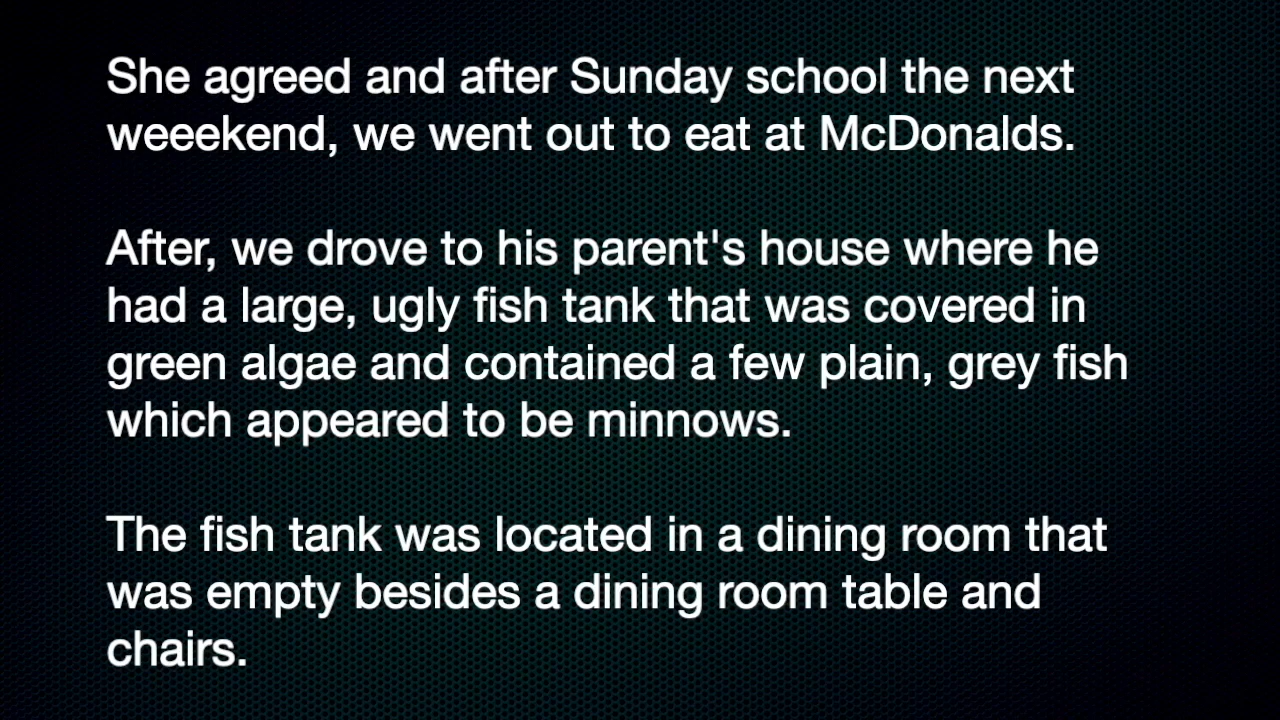 She agreed and after Sunday school the next
weeekend, we went out to eat at McDonalds.
After, we drove to his parent's house where he
had a large, ugly fish tank that was covered in
green algae and contained a few plain, grey fish
which appeared to be minnows.
The fish tank was located in a dining room that
was empty besides a dining room table and
chairs.